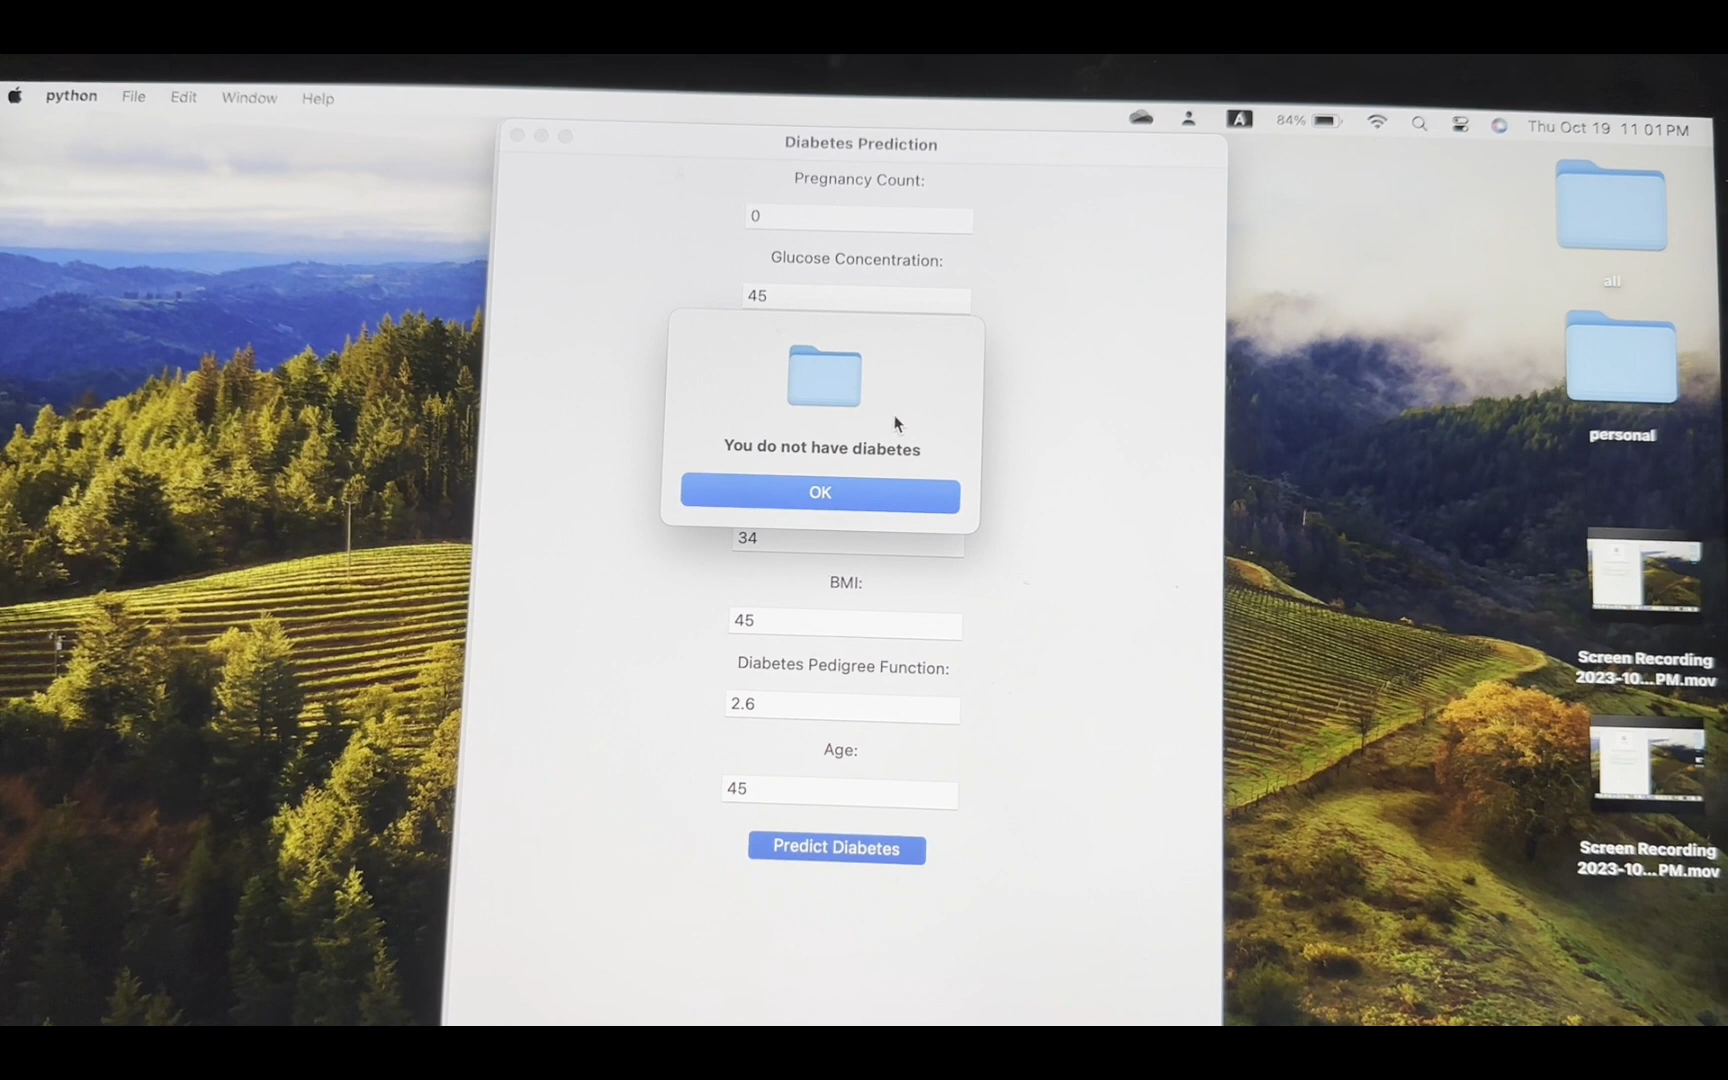 python File Edit Window Help
A 84% Thu Oct 19 11:01PM
Diabetes Prediction
Pregnancy Count:
0
Glucose Concentration:
45
You do not have diabetes
OK
34
BMI:
45
Diabetes Pedigree Function:
2.6
Age:
45
Predict Diabetes
all
personal
Screen Recording
2023-10...PM.mov
Screen Recording
2023-10...PM.mov